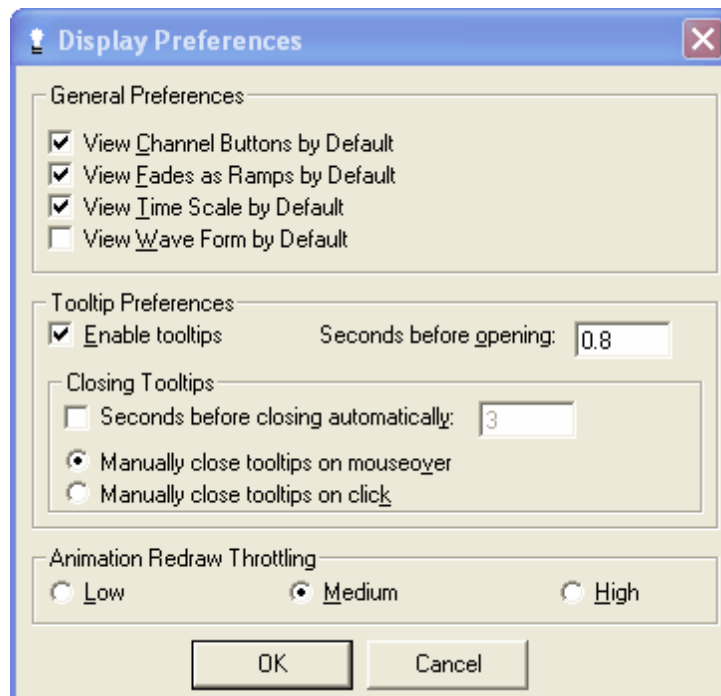 Display Preferences
General Preferences
View Channel Buttons by Default
View Fades as Ramps by Default
View Time Scale by Default
View Wave Form by Default
Tooltip Preferences
Enable tooltips Seconds before opening: 0.8
Closing Tooltips
Seconds before closing automatically: 3
Manually close tooltips on mouseover
Manually close tooltips on click
Animation Redraw Throttling
Low Medium High
OK Cancel